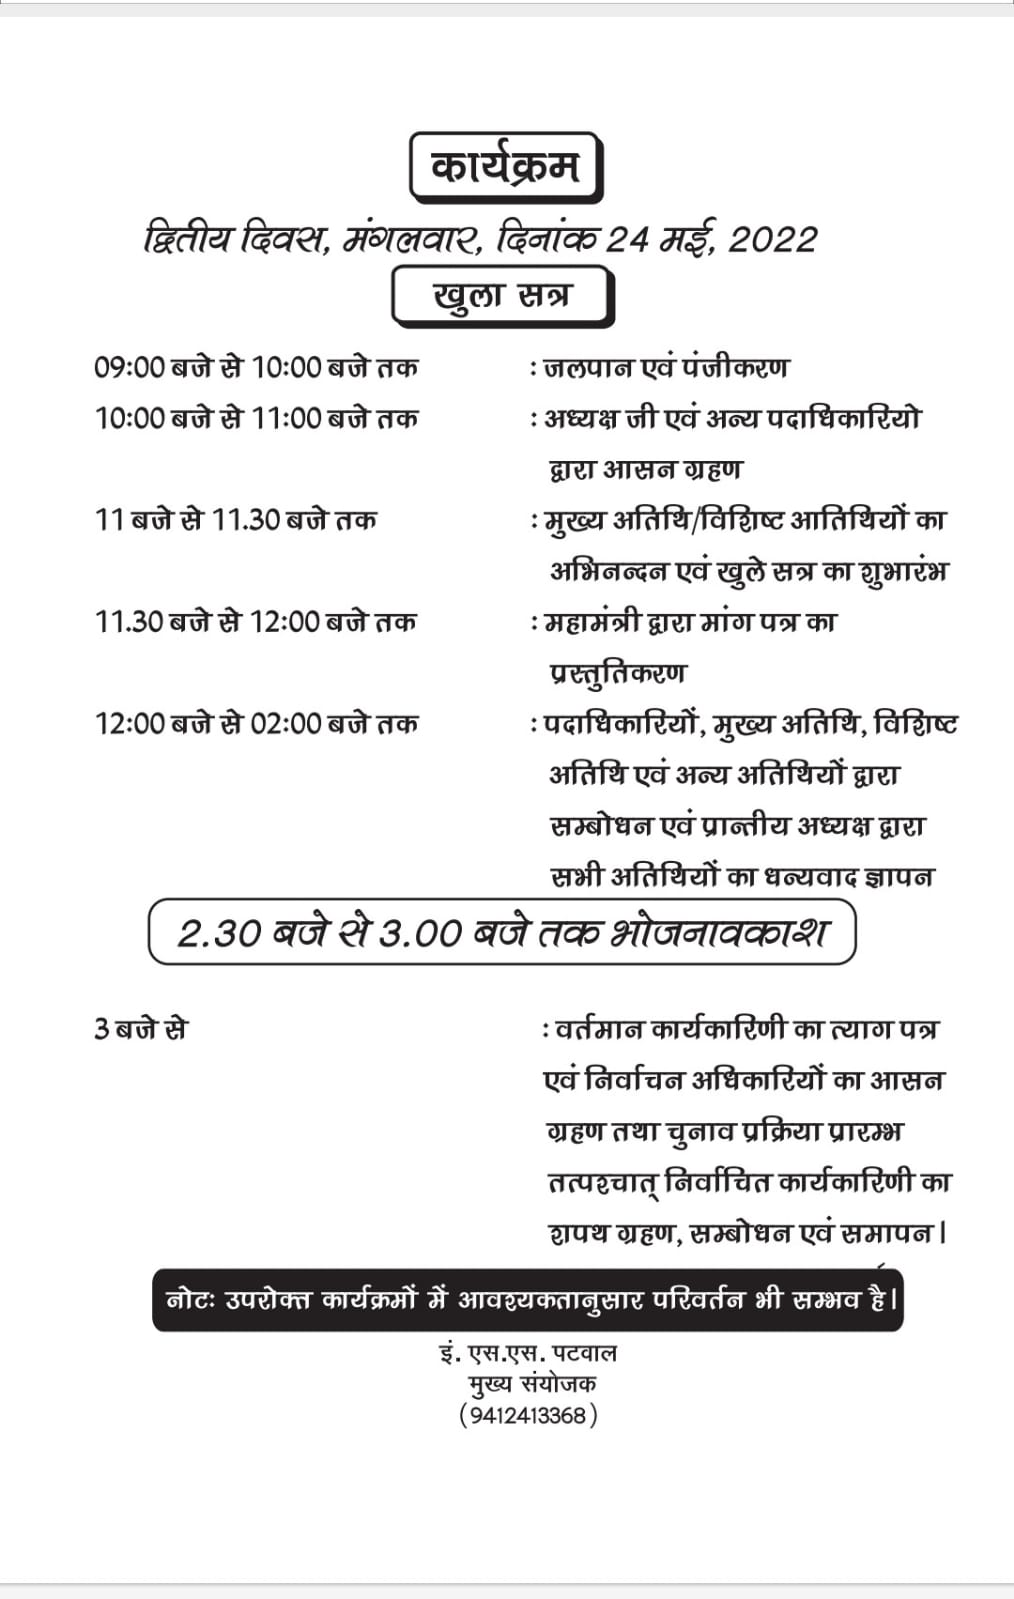 कार्यक्रम
द्वितीय दिवस, मंगलवार, दिनांक 24 मई, 2022
खुला सत्र
09:00 बजे से 10:00 बजे तक : जलपान एवं पंजीकरण
10:00 बजे से 11:00 बजे तक : अध्यक्ष जी एवं अन्य पदाधिकारियो
द्वारा आसन ग्रहण
11 बजे से 11.30 बजे तक : मुख्य अतिथि/विशिष्ट आतिथियों का
अभिनन्दन एवं खुले सत्र का शुभारंभ
11.30 बजे से 12:00 बजे तक : महामंत्री द्वारा मांग पत्र का
प्रस्तुतिकरण
12:00 बजे से 02:00 बजे तक : पदाधिकारियों, मुख्य अतिथि, विशिष्ट
अतिथि एवं अन्य अतिथियों द्वारा
सम्बोधन एवं प्रान्तीय अध्यक्ष द्वारा
सभी अतिथियों का धन्यवाद ज्ञापन
2.30 बजे से 3.00 बजे तक भोजनावकाश
3 बजे से : वर्तमान कार्यकारिणी का त्याग पत्र
एवं निर्वाचन अधिकारियों का आसन
ग्रहण तथा चुनाव प्रक्रिया प्रारम्भ
तत्पश्चात् निर्वाचित कार्यकारिणी का
शपथ ग्रहण, सम्बोधन एवं समापन।
नोटः उपरोक्त कार्यक्रमों में आवश्यकतानुसार परिवर्तन भी सम्भव है।
इं. एस.एस. पटवाल
मुख्य संयोजक
(9412413368)